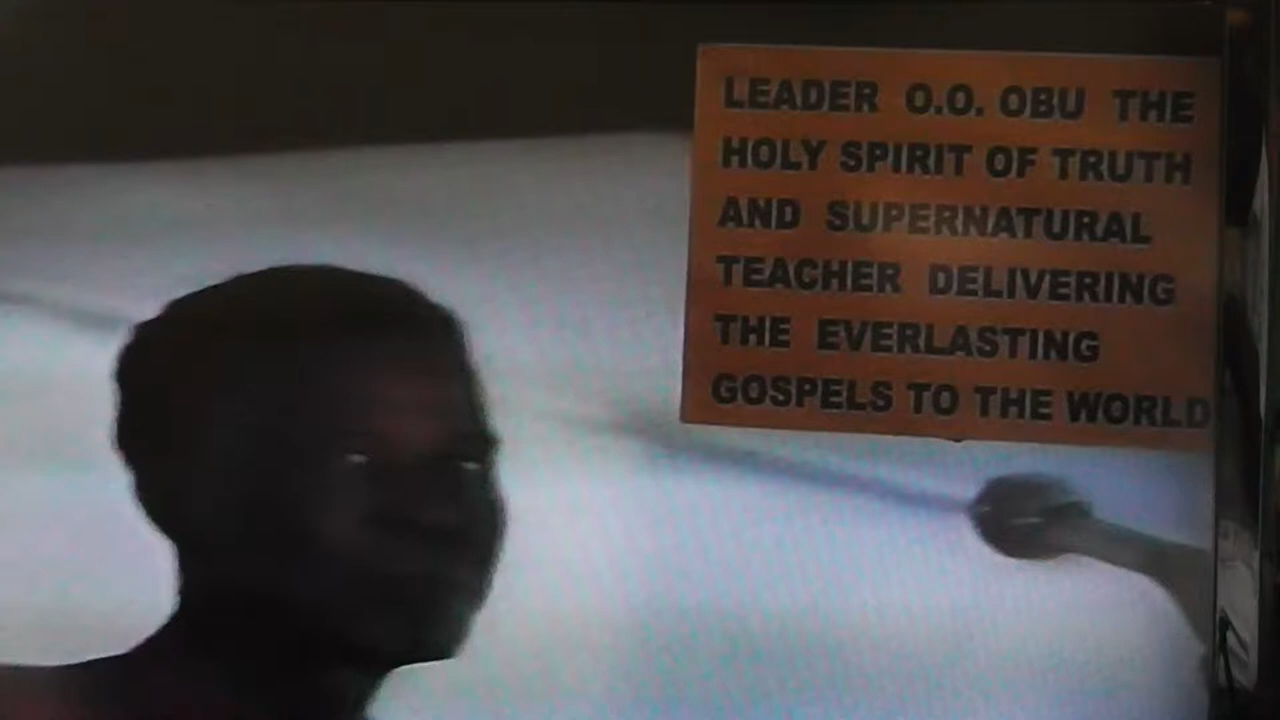 LEADER O.O. OBU THE
HOLY SPIRIT OF TRUTH
AND SUPERNATURAL
TEACHER DELIVERING
THE EVERLASTING
GOSPELS TO THE WORLD